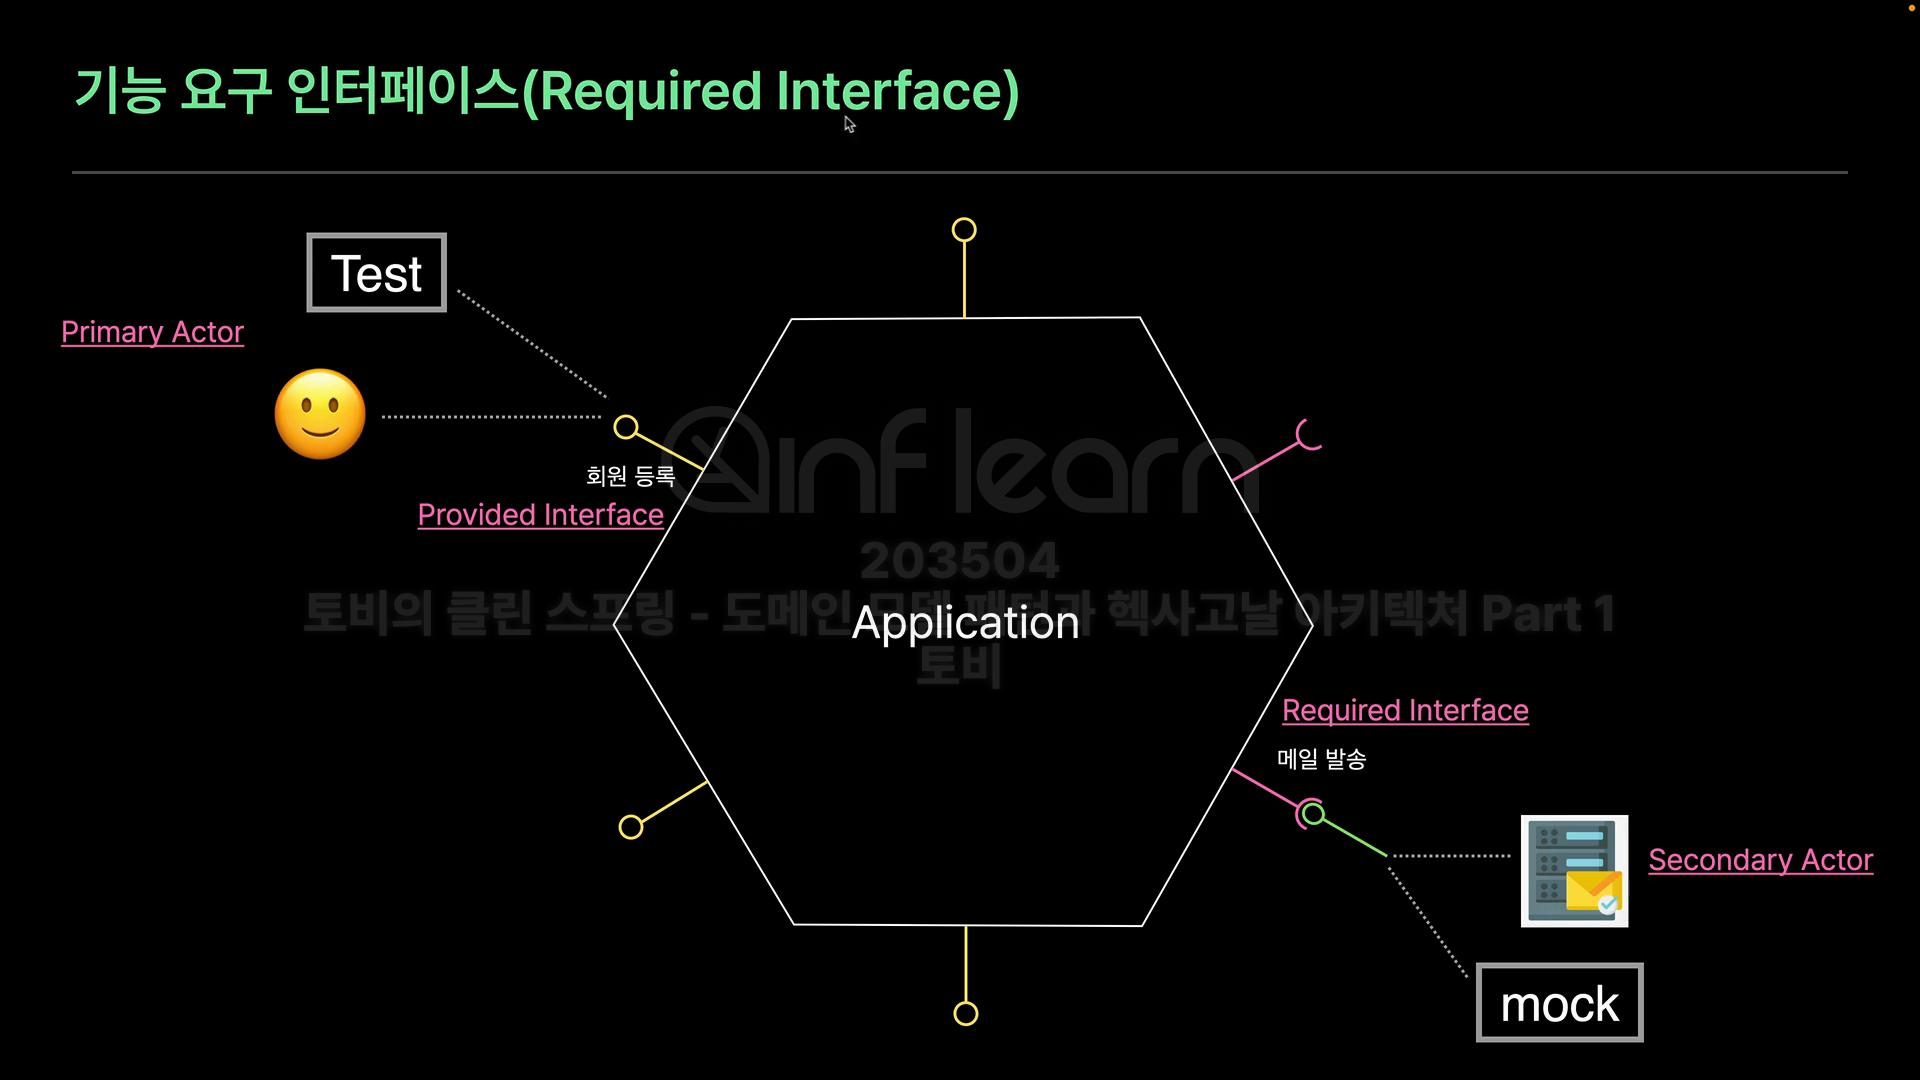 기능 요구 인터페이스(Required Interface)
Test
Primary Actor
회원 등록
Provided Interface
inflearn
203504
토비의 클린 스프링 - 도메인 모델 패턴과 헥사고날 아키텍처 Part 1
Application
토비
Required Interface
메일 발송
Secondary Actor
mock